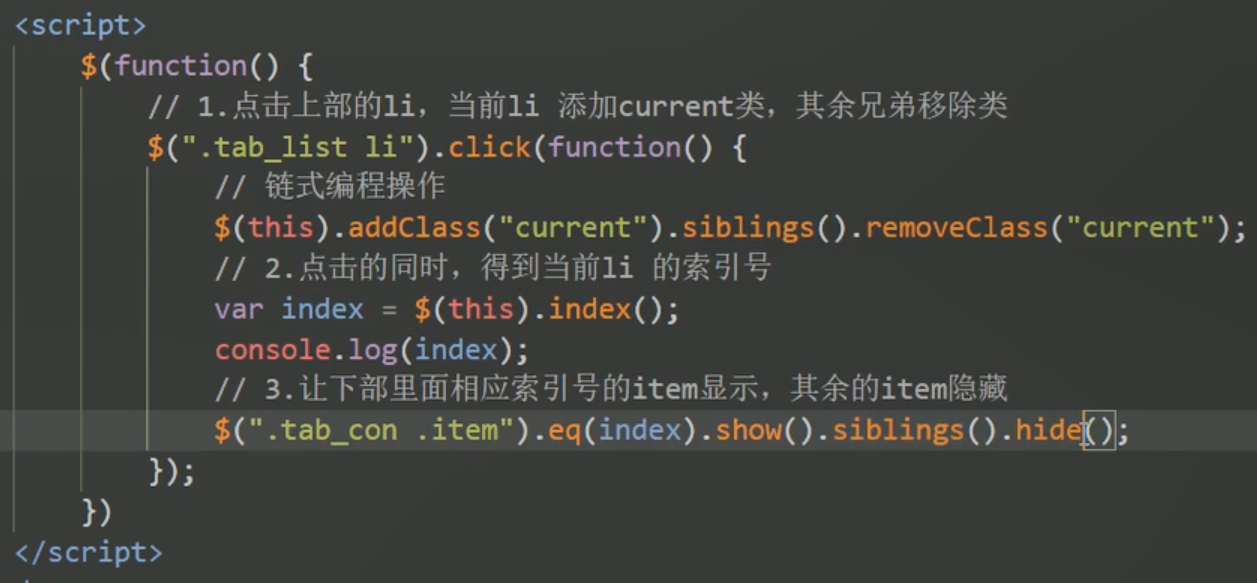 <script>
$(function() {
// 1.点击上部的li，当前li 添加current类，其余兄弟移除类
$(".tab_list li").click(function() {
// 链式编程操作
$(this).addClass("current").siblings().removeClass("current");
// 2.点击的同时，得到当前li 的索引号
var index = $(this).index();
console.log(index);
// 3.让下部里面相应索引号的item显示，其余的item隐藏
$(".tab_con .item").eq(index).show().siblings().hide();
});
})
</script>